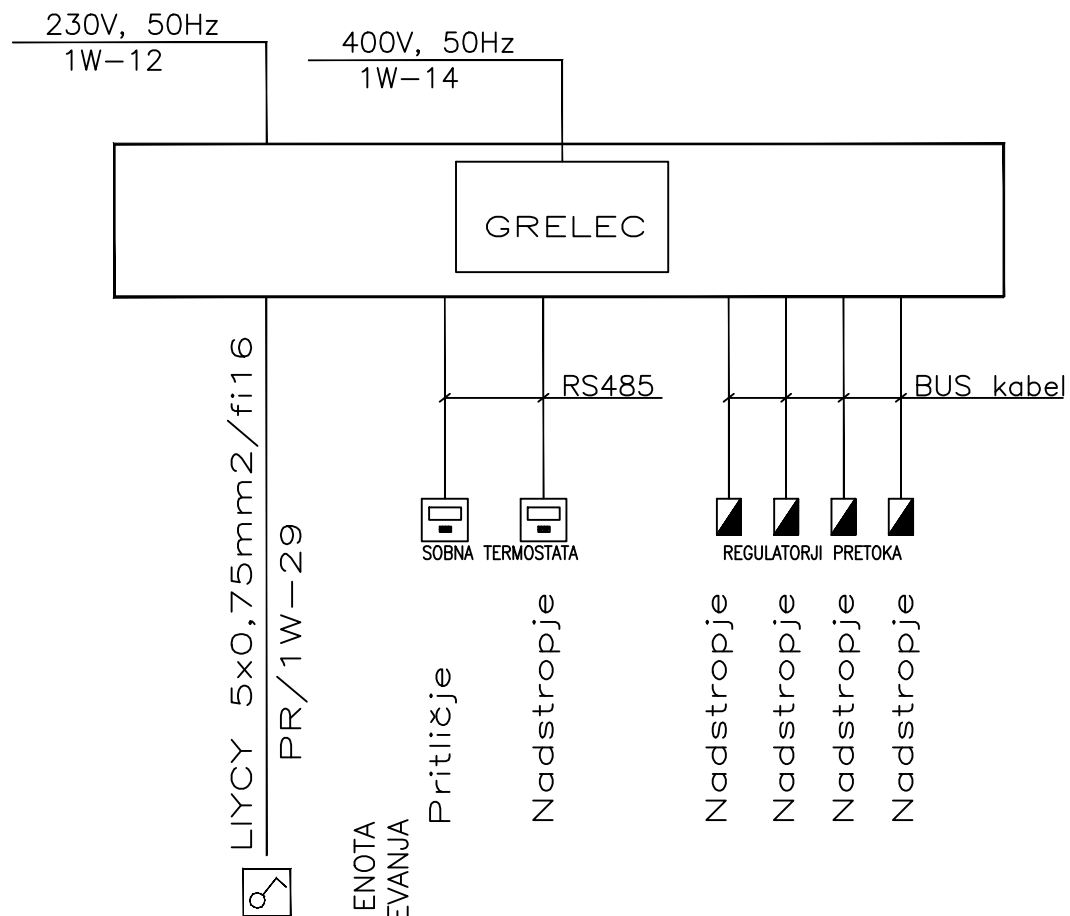 230V, 50Hz
1W-12
400V, 50Hz
1W-14
GRELEC
RS485
BUS kabel
LIYCY 5x0,75mm2/fi16
PR/1W-29
SOBNA TERMOSTATA
REGULATORJI PRETOKA
Pritličje
Nadstropje
Nadstropje
Nadstropje
Nadstropje
Nadstropje
ENOTA
EVANJA